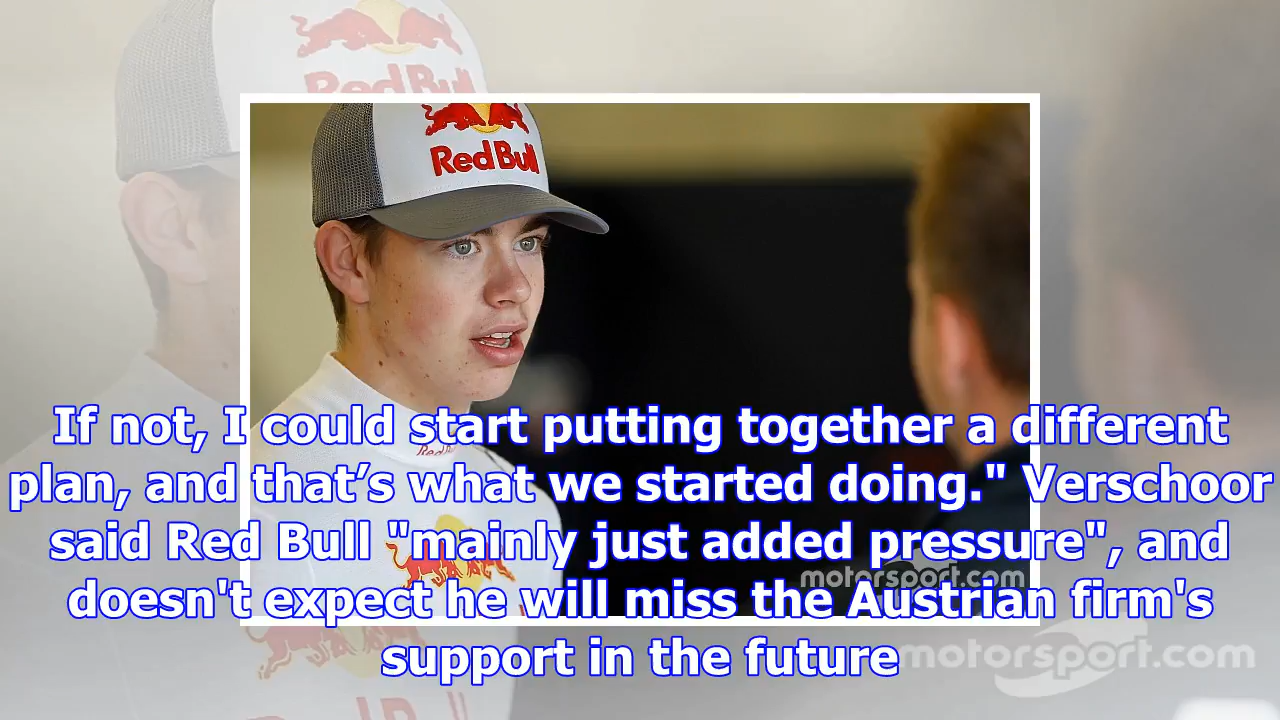 Red Bull
Red Bull
If not, I could start putting together a different
plan, and that’s what we started doing." Verschoor
said Red Bull "mainly just added pressure", and
doesn't expect he will miss the Austrian firm's
support in the future
motorsport.com
motorsport.com